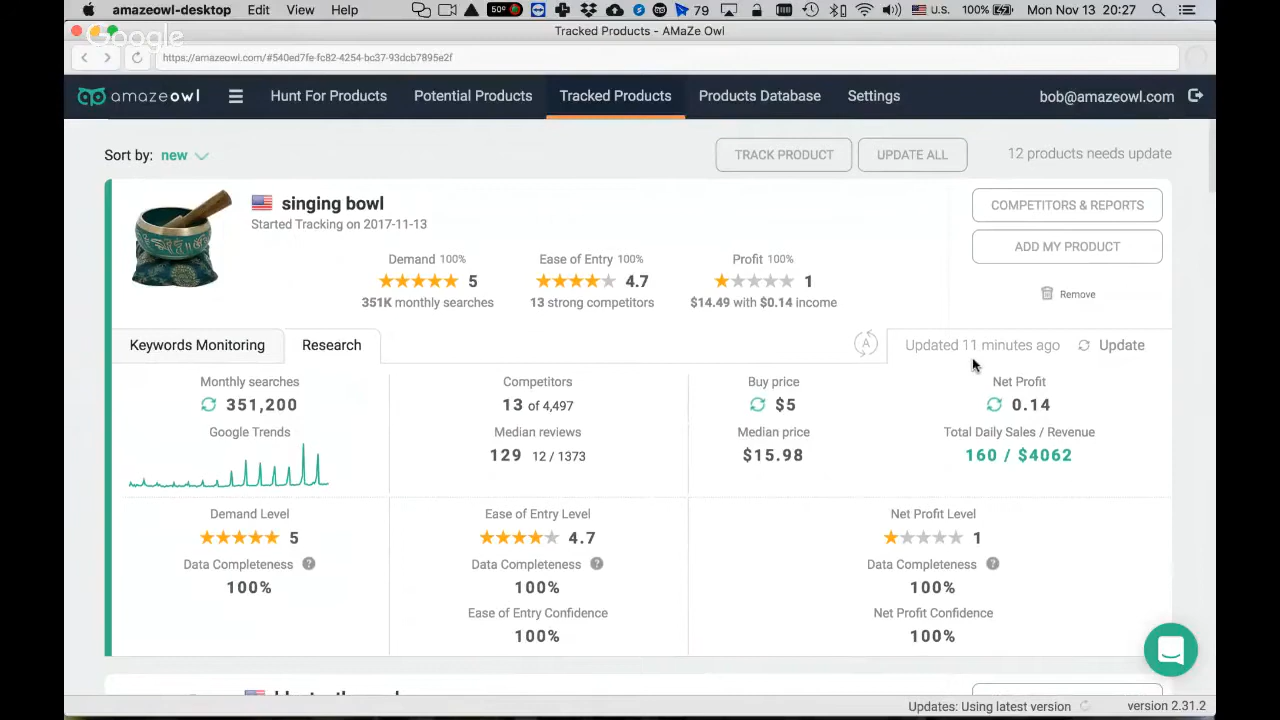 amazeowl-desktop Edit View Help 50° 79 U.S. 100% Mon Nov 13 20:27
Google
Tracked Products - AMaZe Owl
https://amazeowl.com/#540ed7fe-fc82-4254-bc37-93dcb7895e2f
amazeowl Hunt For Products Potential Products Tracked Products Products Database Settings bob@amazeowl.com
Sort by: new TRACK PRODUCT UPDATE ALL 12 products needs update
singing bowl COMPETITORS & REPORTS
Started Tracking on 2017-11-13
ADD MY PRODUCT
Demand 100% Ease of Entry 100% Profit 100%
5 4.7 1
Remove
351K monthly searches 13 strong competitors $14.49 with $0.14 income
Keywords Monitoring Research A Updated 11 minutes ago Update
Monthly searches Competitors Buy price Net Profit
351,200 13 of 4,497 $5 0.14
Google Trends Median reviews Median price Total Daily Sales / Revenue
129 12 / 1373 $15.98 160 / $4062
Demand Level Ease of Entry Level Net Profit Level
5 4.7 1
Data Completeness ? Data Completeness ? Data Completeness ?
100% 100% 100%
Ease of Entry Confidence Net Profit Confidence
100% 100%
Updates: Using latest version version 2.31.2